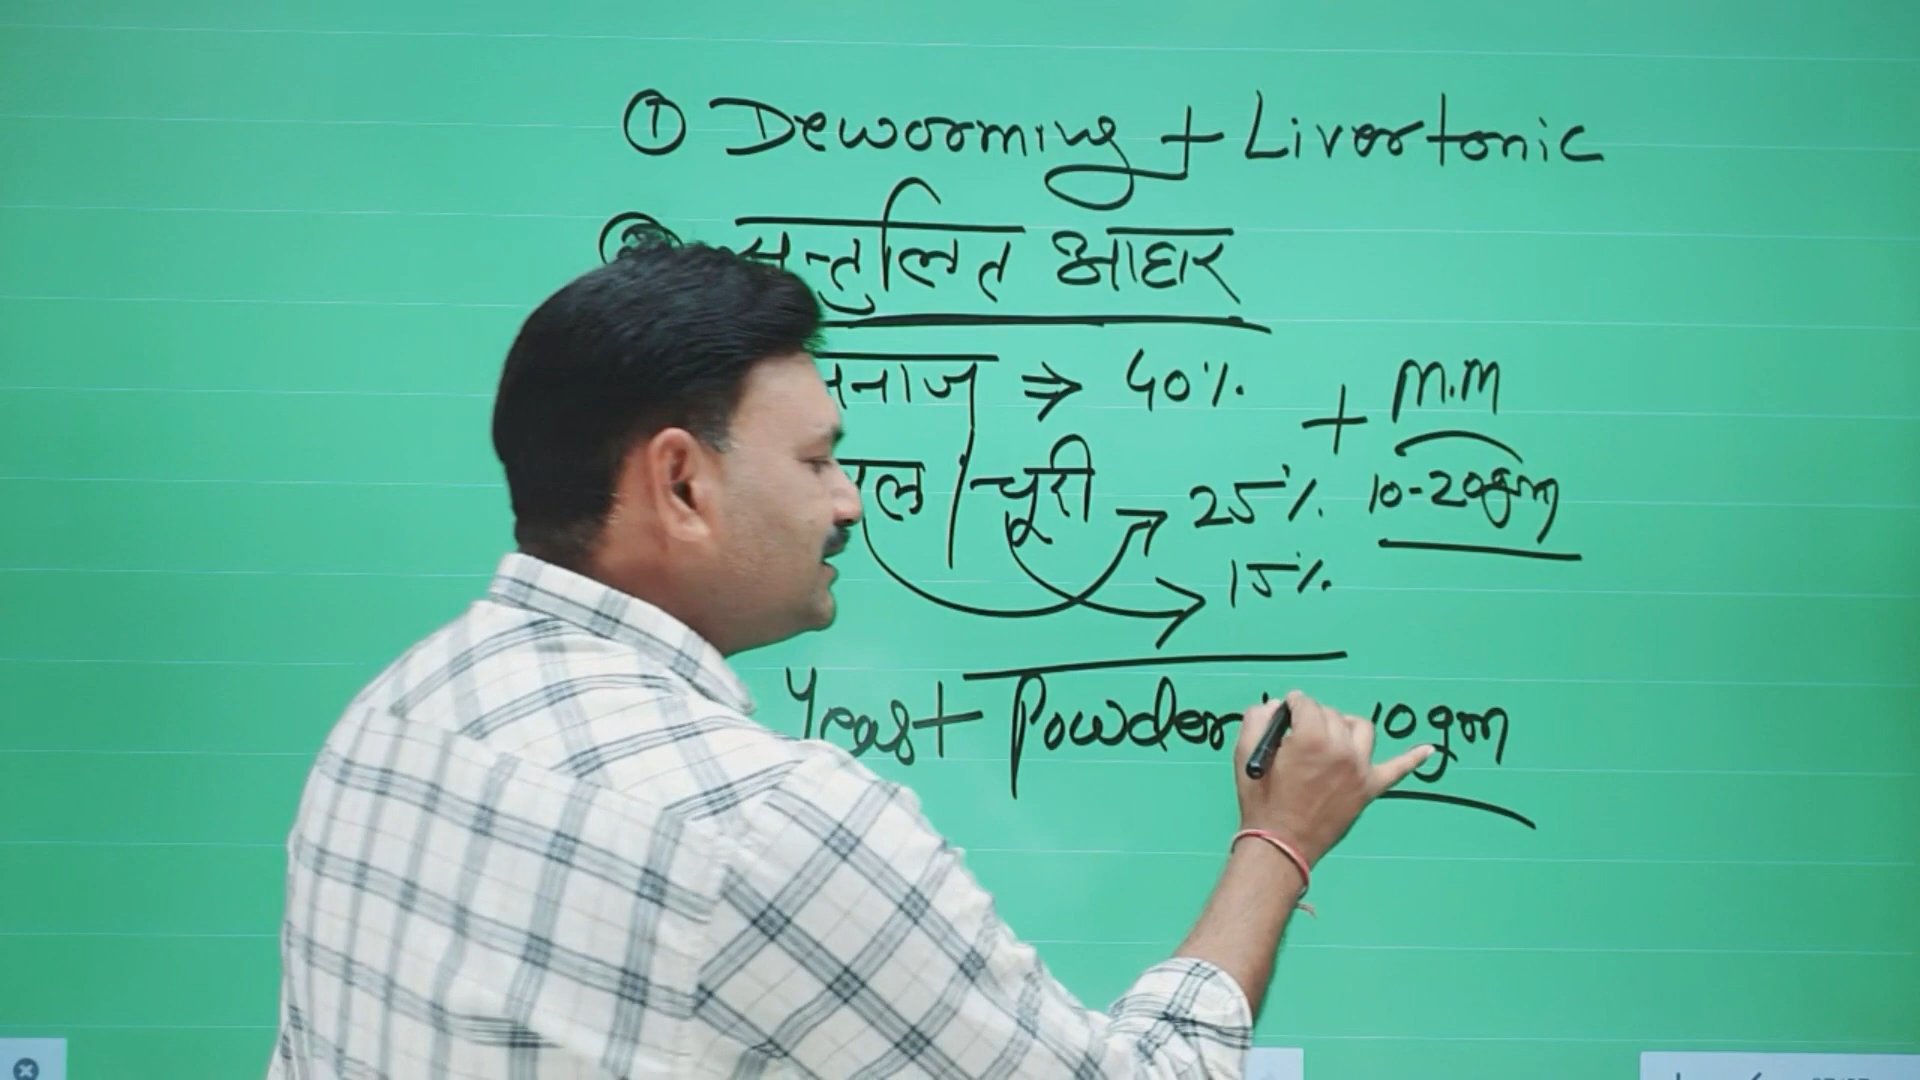 ① Deworming + Livertonic
② सन्तुलित आहार
अनाज ⇒ 40% + M.M
/ चूरी → 25% 10-20gm
→ 15%
Yeast Powder 10gm